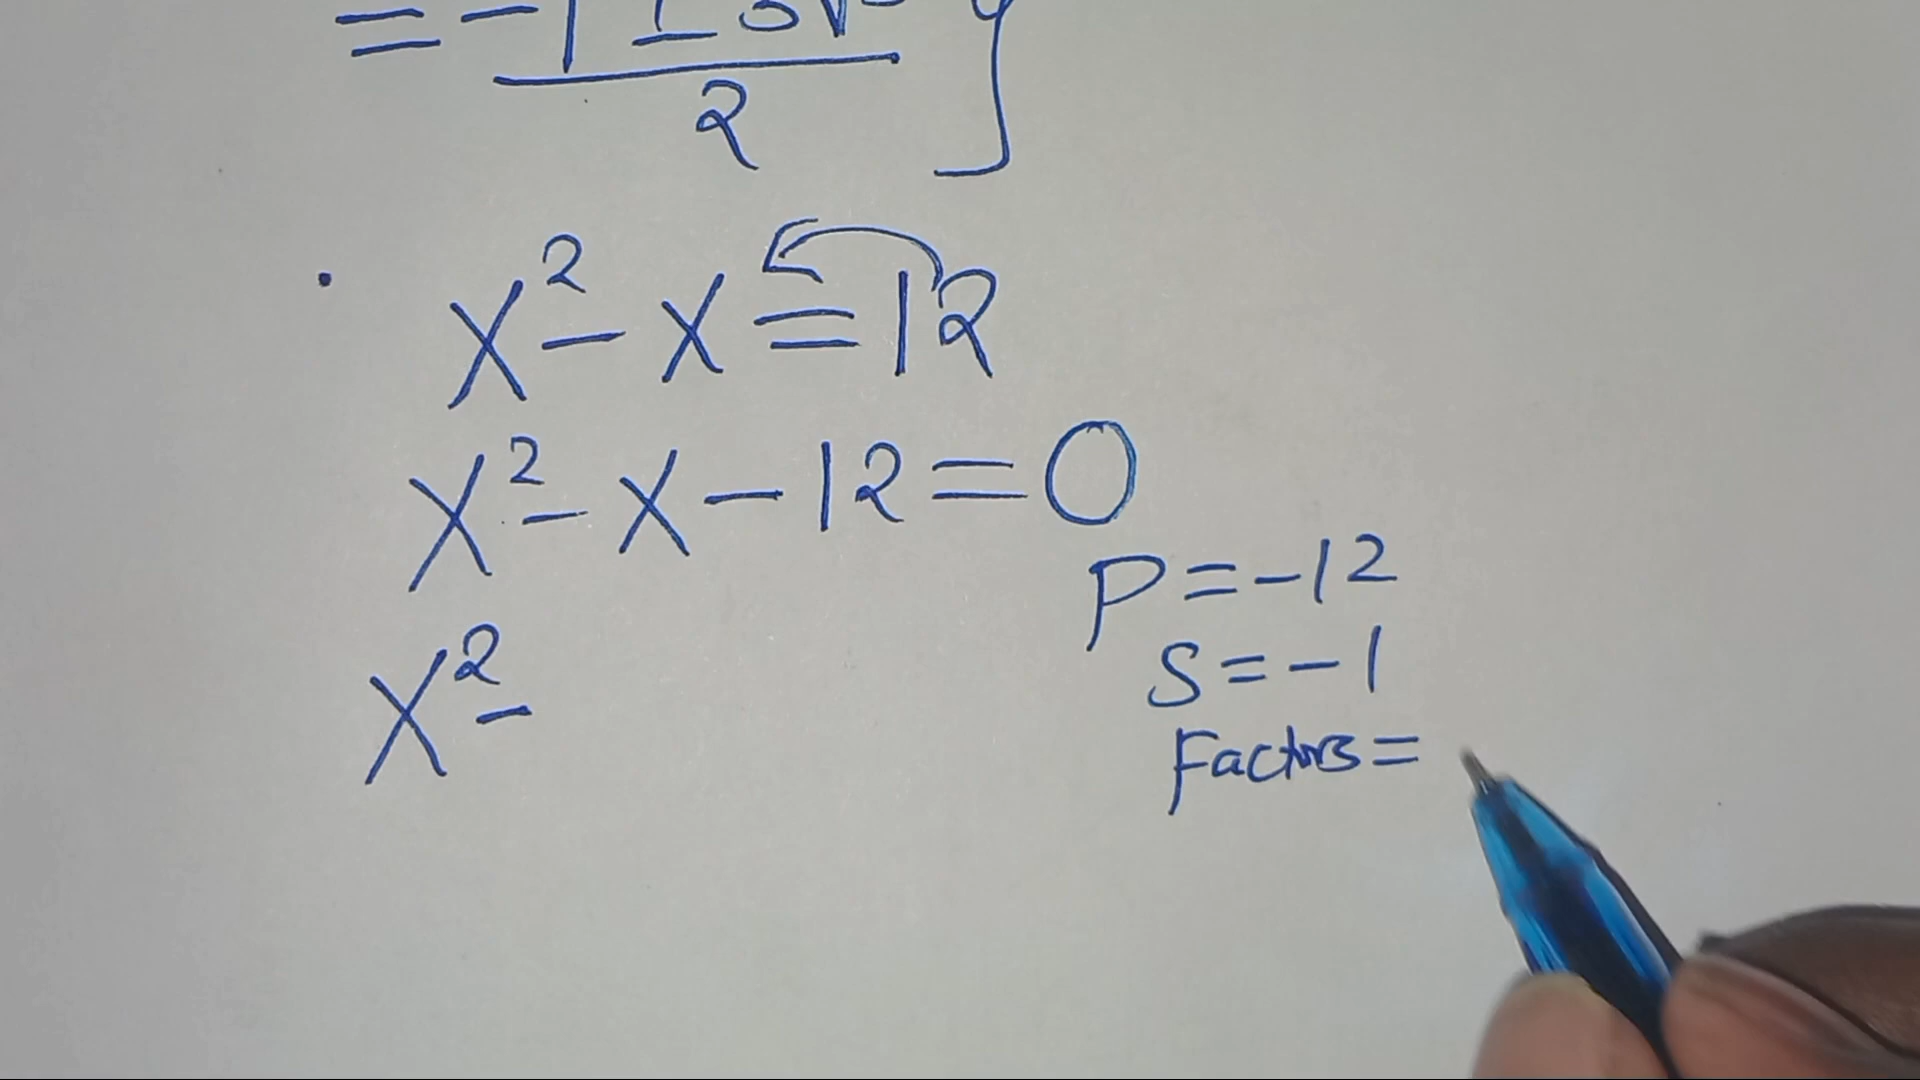 2
x² - x = 12
x² - x - 12 = 0
P = -12
S = -1
x² -
Factors =